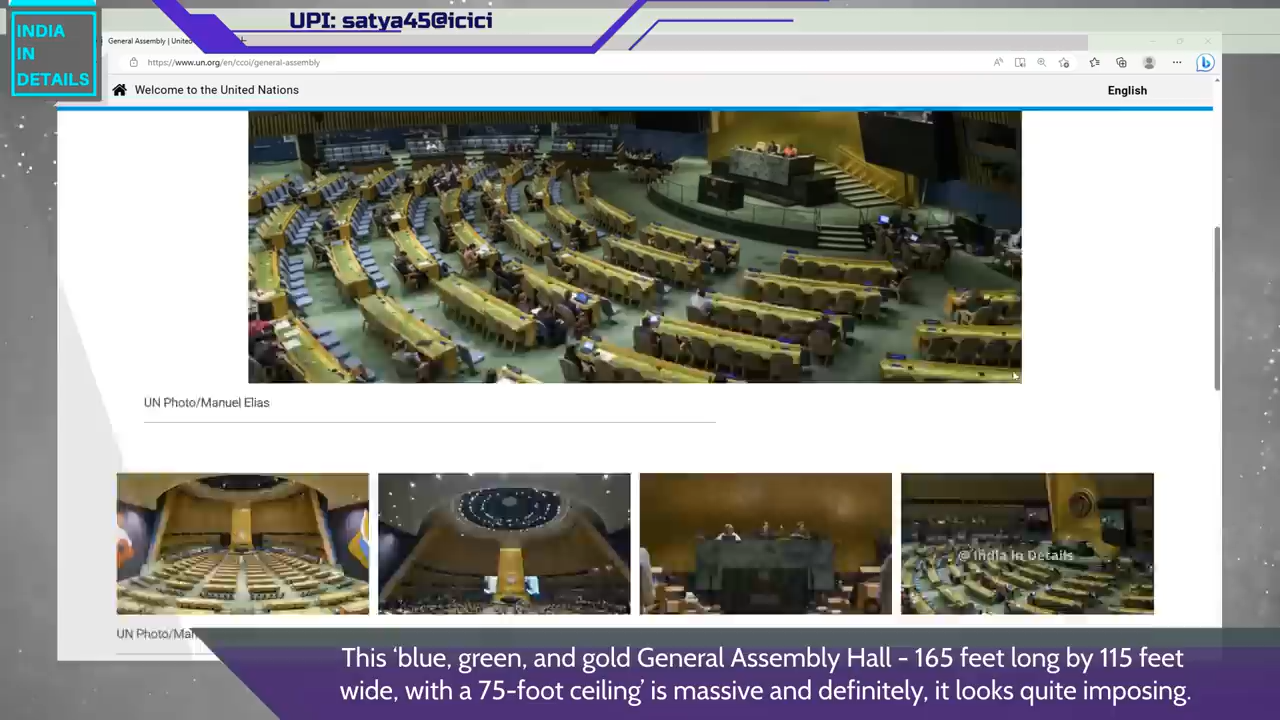 UPI: satya45@icici
INDIA
IN
DETAILS
General Assembly | United
https://www.un.org/en/ccoi/general-assembly
Welcome to the United Nations
English
UN Photo/Manuel Elias
@ India in Details
UN Photo/Man
This ‘blue, green, and gold General Assembly Hall - 165 feet long by 115 feet
wide, with a 75-foot ceiling’ is massive and definitely, it looks quite imposing.